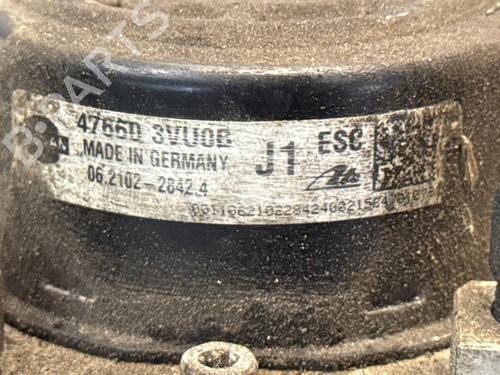 47660 3VU0B
MADE IN GERMANY
06.2102-2842.4
J1
ESC
Ate
B-PARTS